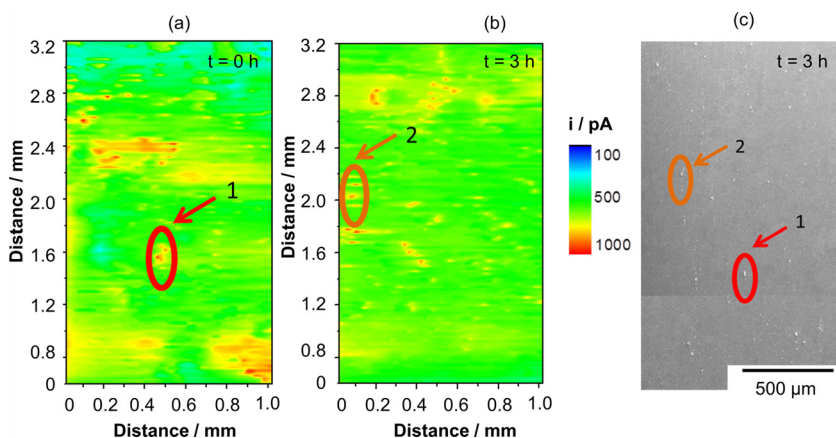 (a)
(b)
(c)
3.2
2.8
2.4
2.0
1.6
1.2
0.8
0
Distance / mm
t = 0 h
1
0 0.2 0.4 0.6 0.8 1.0
Distance / mm
3.2
2.8
2.4
2.0
1.6
1.2
0.8
0
Distance / mm
t = 3 h
2
0 0.2 0.4 0.6 0.8 1.0
Distance / mm
i / pA
100
500
1000
t = 3 h
2
1
500 µm